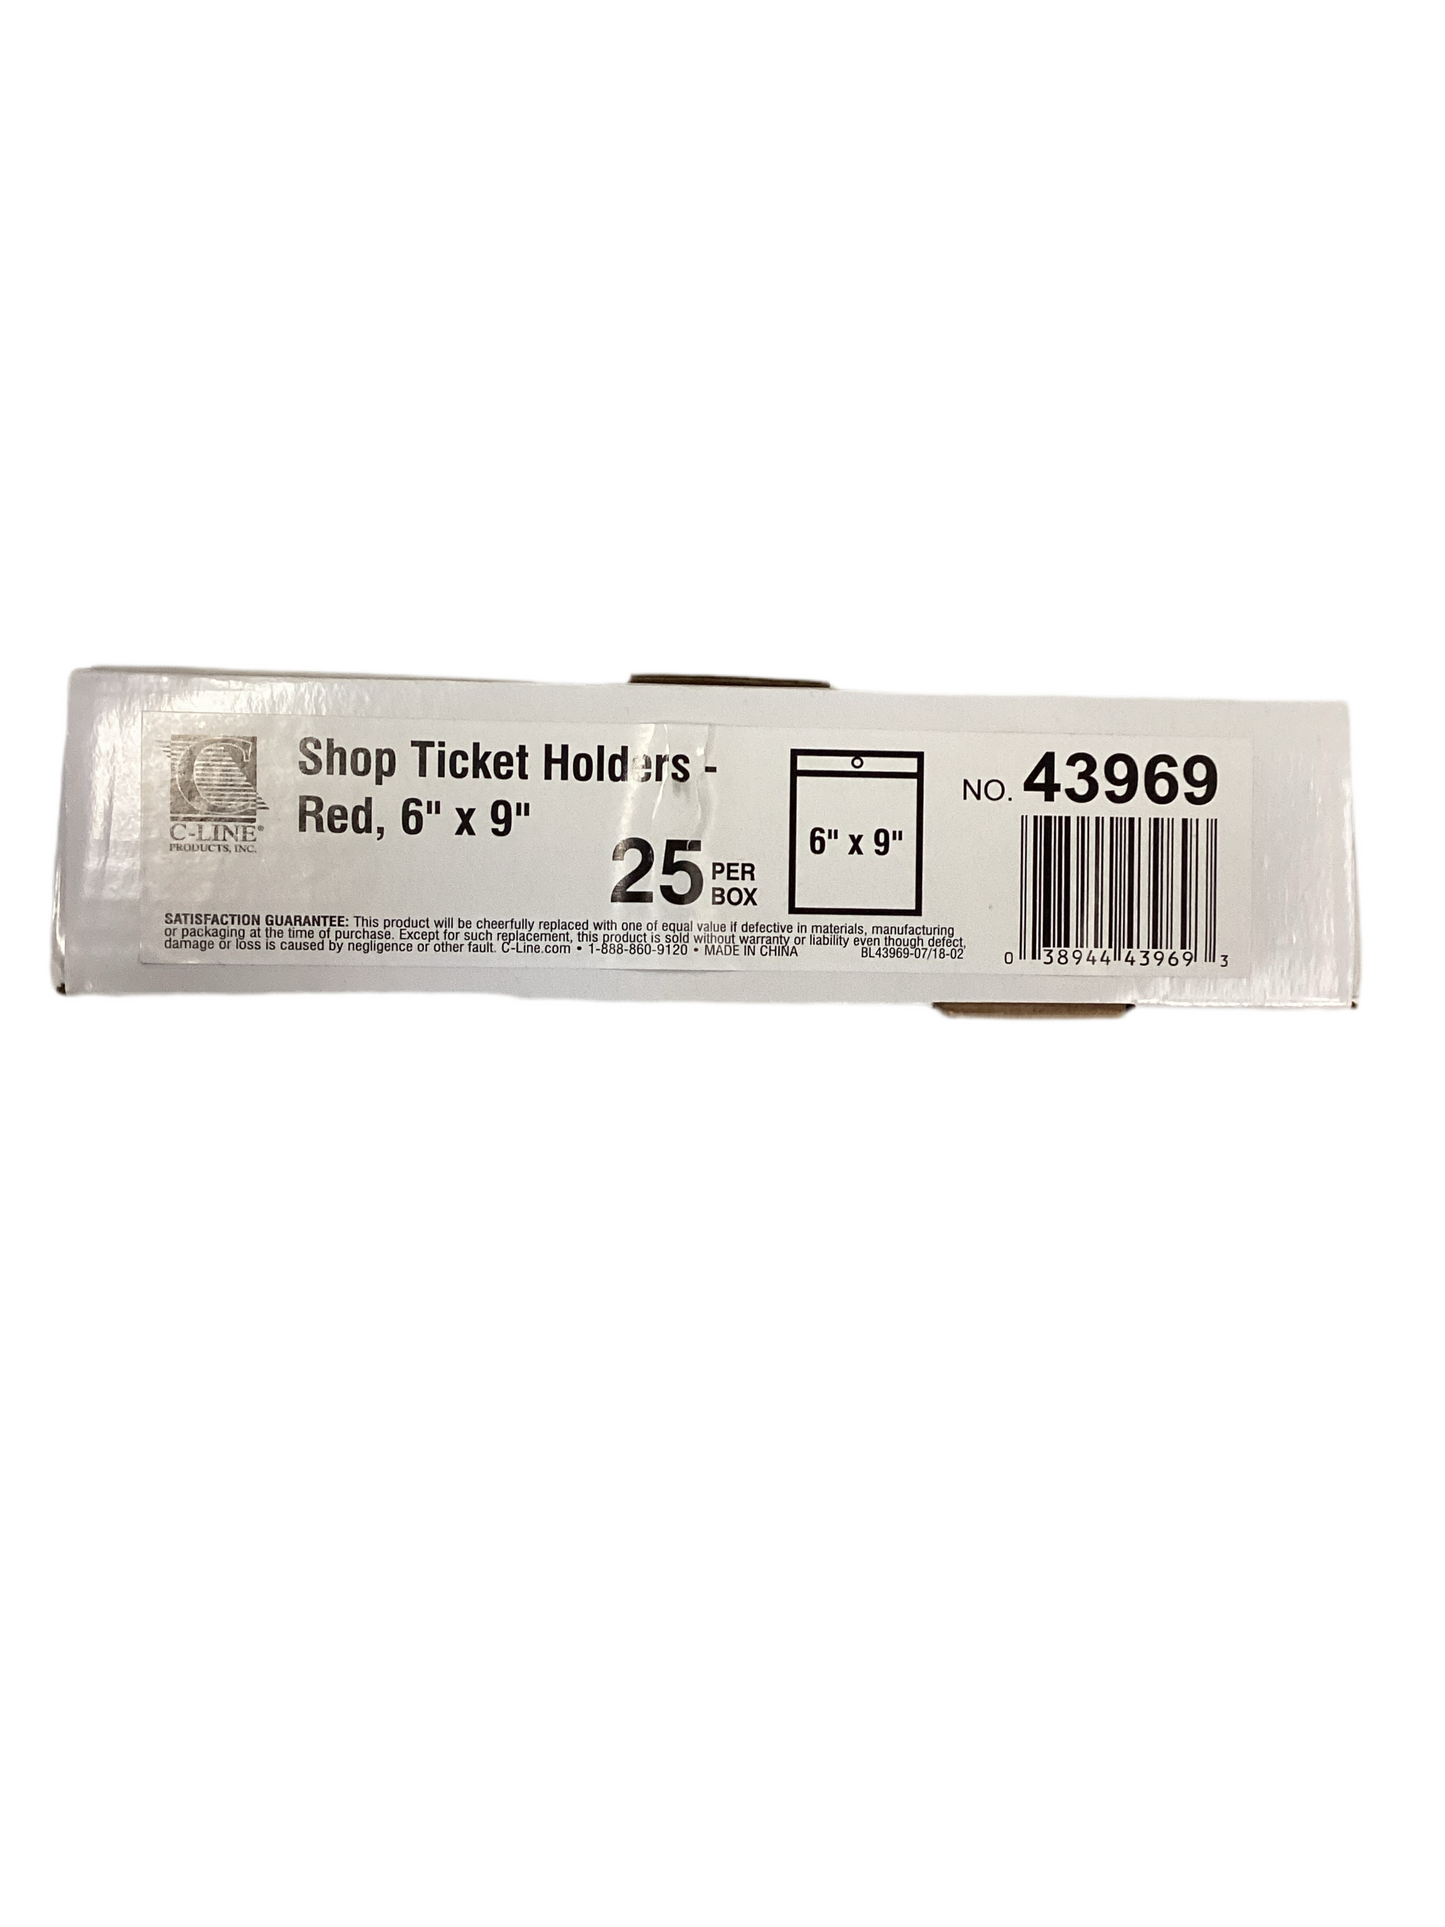 C
C-LINE®
PRODUCTS, INC.
Shop Ticket Holders -
Red, 6" x 9"
25 PER
BOX
6" x 9"
NO. 43969
SATISFACTION GUARANTEE: This product will be cheerfully replaced with one of equal value if defective in materials, manufacturing
or packaging at the time of purchase. Except for such replacement, this product is sold without warranty or liability even though defect,
damage or loss is caused by negligence or other fault. C-Line.com • 1-888-860-9120 • MADE IN CHINA
BL43969-07/18-02
0 38944 43969 3